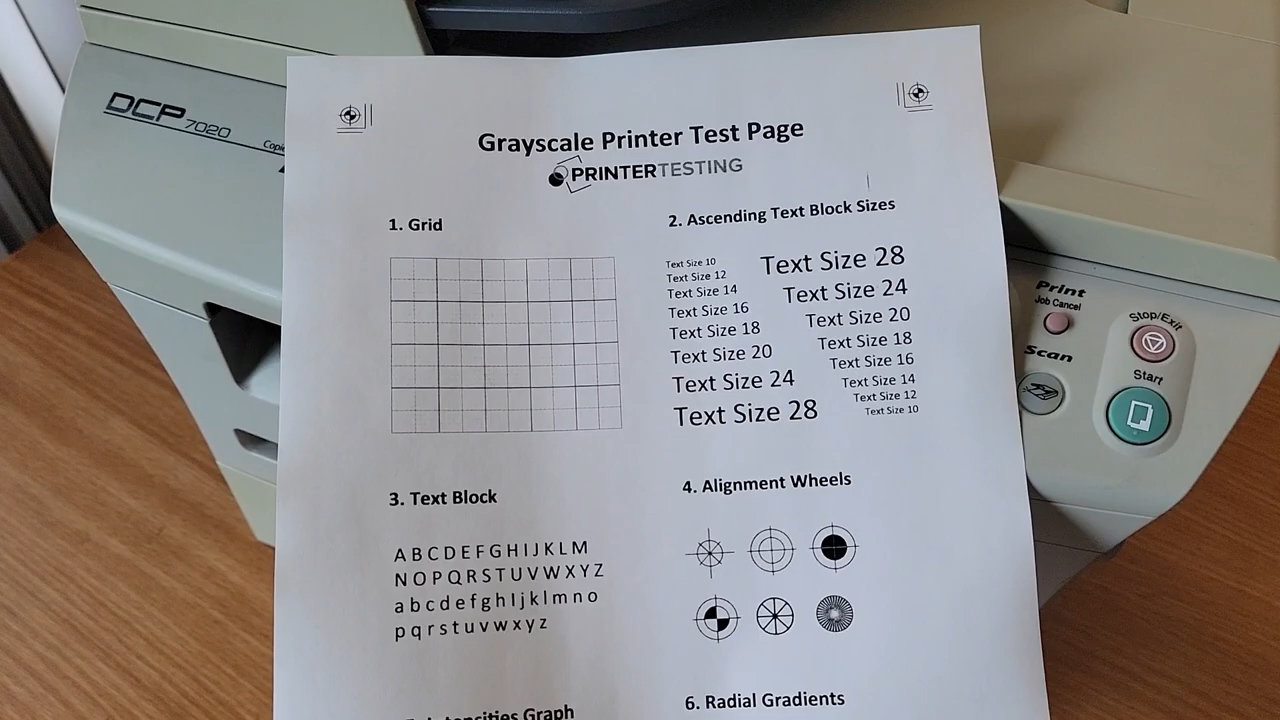 DCP 7020
Grayscale Printer Test Page
PRINTERTESTING
1. Grid
2. Ascending Text Block Sizes
Text Size 10
Text Size 12
Text Size 14
Text Size 16
Text Size 18
Text Size 20
Text Size 24
Text Size 28
Text Size 28
Text Size 24
Text Size 20
Text Size 18
Text Size 16
Text Size 14
Text Size 12
Text Size 10
Print
Job Cancel
Scan
Stop/Exit
Start
3. Text Block
A B C D E F G H I J K L M
N O P Q R S T U V W X Y Z
a b c d e f g h I j k l m n o
p q r s t u v w x y z
4. Alignment Wheels
Graph
6. Radial Gradients